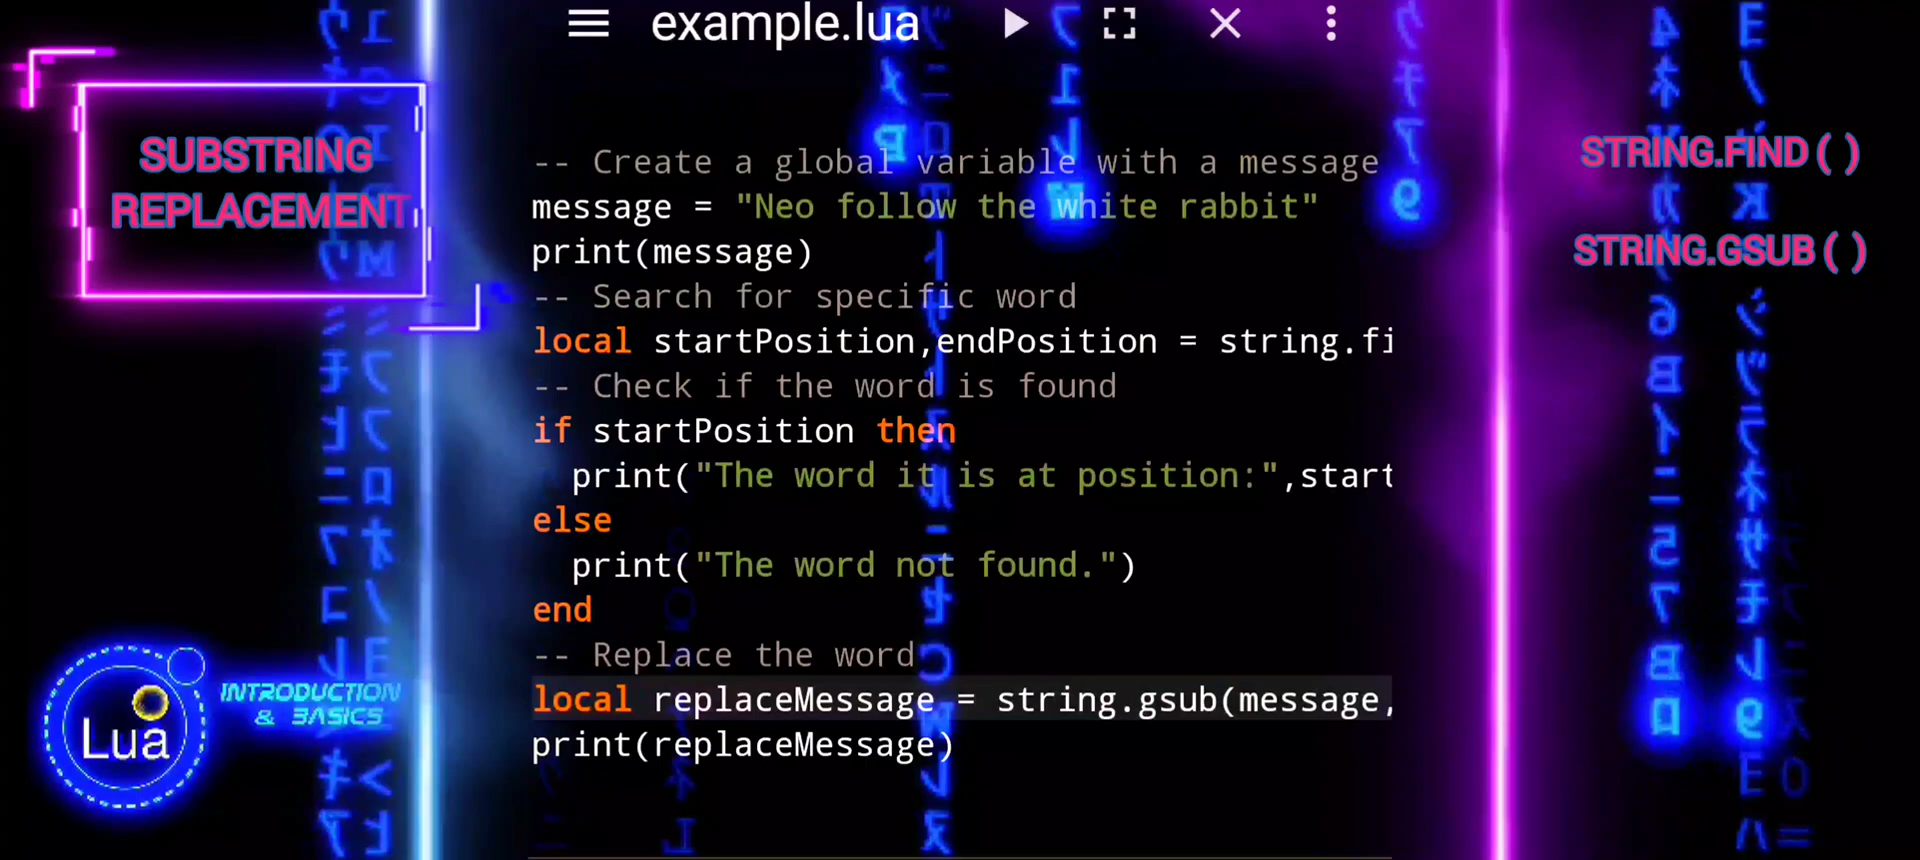 example.lua
SUBSTRING
REPLACEMENT
STRING.FIND( )
STRING.GSUB( )
-- Create a global variable with a message
message = "Neo follow the white rabbit"
print(message)
-- Search for specific word
local startPosition,endPosition = string.fi
-- Check if the word is found
if startPosition then
  print("The word it is at position:",start
else
  print("The word not found.")
end
-- Replace the word
local replaceMessage = string.gsub(message,
print(replaceMessage)
Lua
INTRODUCTION
& BASICS